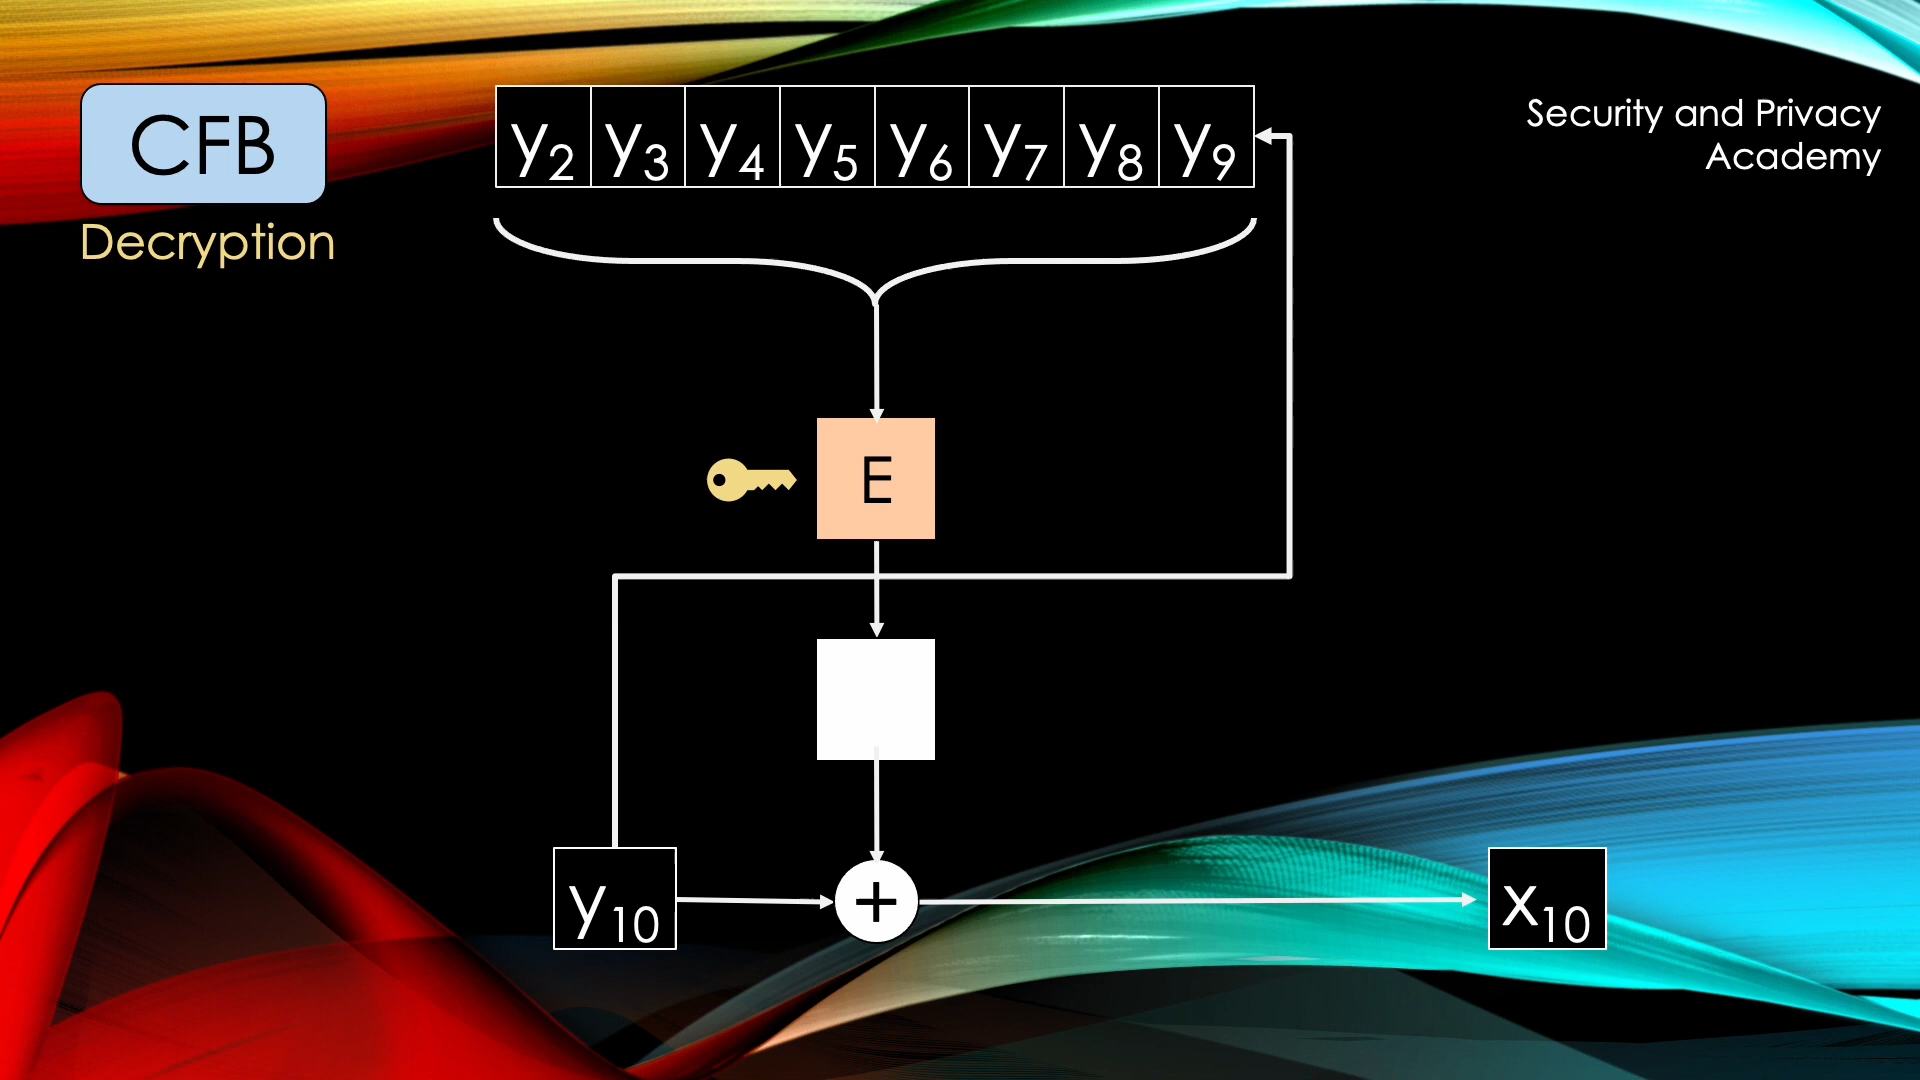 CFB
Decryption
y₂ y₃ y₄ y₅ y₆ y₇ y₈ y₉
Security and Privacy
Academy
E
y₁₀ + x₁₀